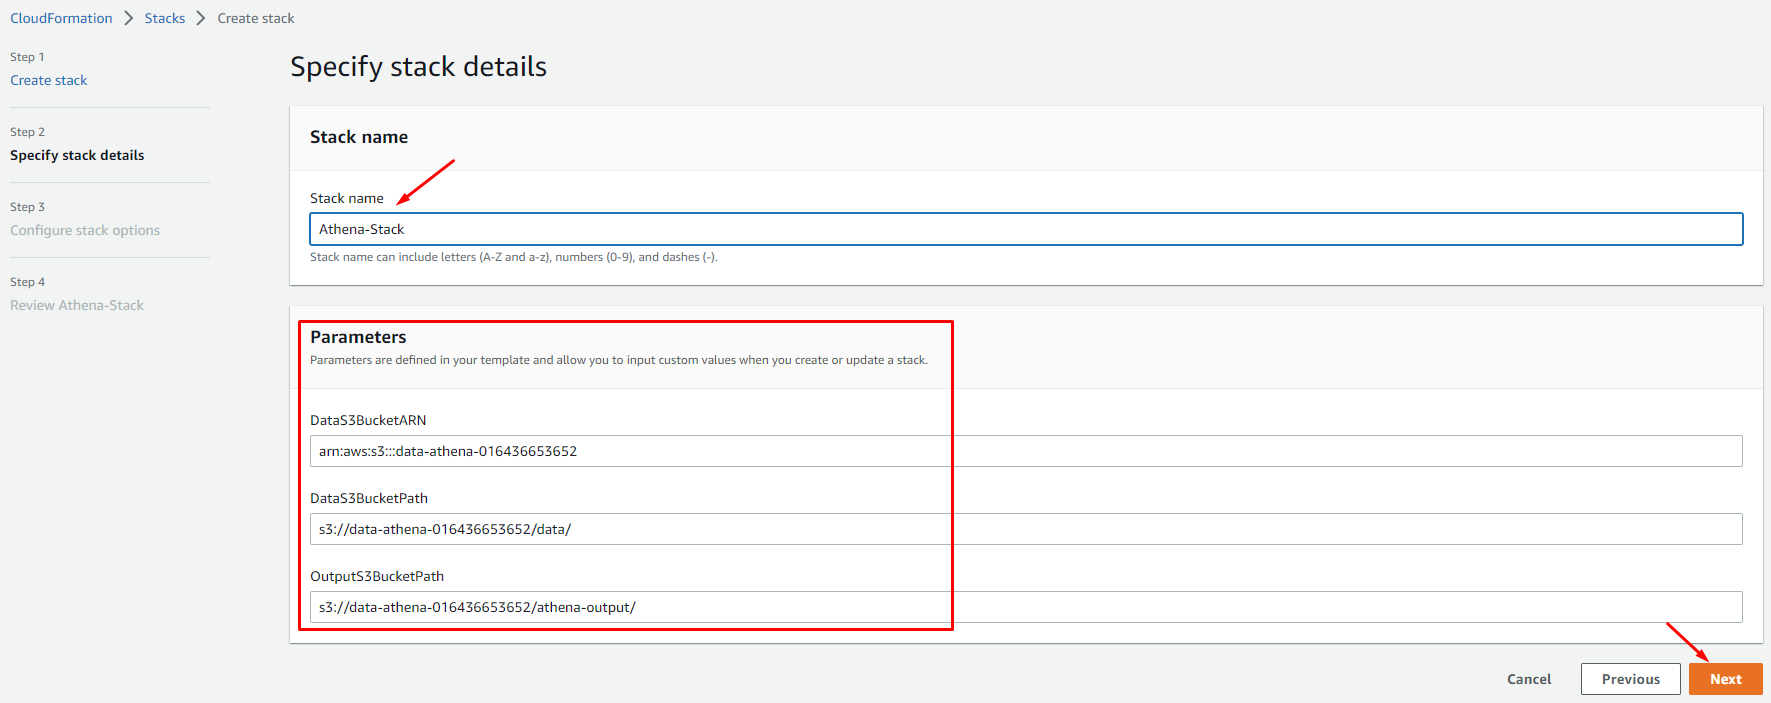 CloudFormation > Stacks > Create stack
Step 1
Create stack
Step 2
Specify stack details
Step 3
Configure stack options
Step 4
Review Athena-Stack
Specify stack details
Stack name
Stack name
Athena-Stack
Stack name can include letters (A-Z and a-z), numbers (0-9), and dashes (-).
Parameters
Parameters are defined in your template and allow you to input custom values when you create or update a stack.
DataS3BucketARN
arn:aws:s3:::data-athena-016436653652
DataS3BucketPath
s3://data-athena-016436653652/data/
OutputS3BucketPath
s3://data-athena-016436653652/athena-output/
Cancel Previous Next